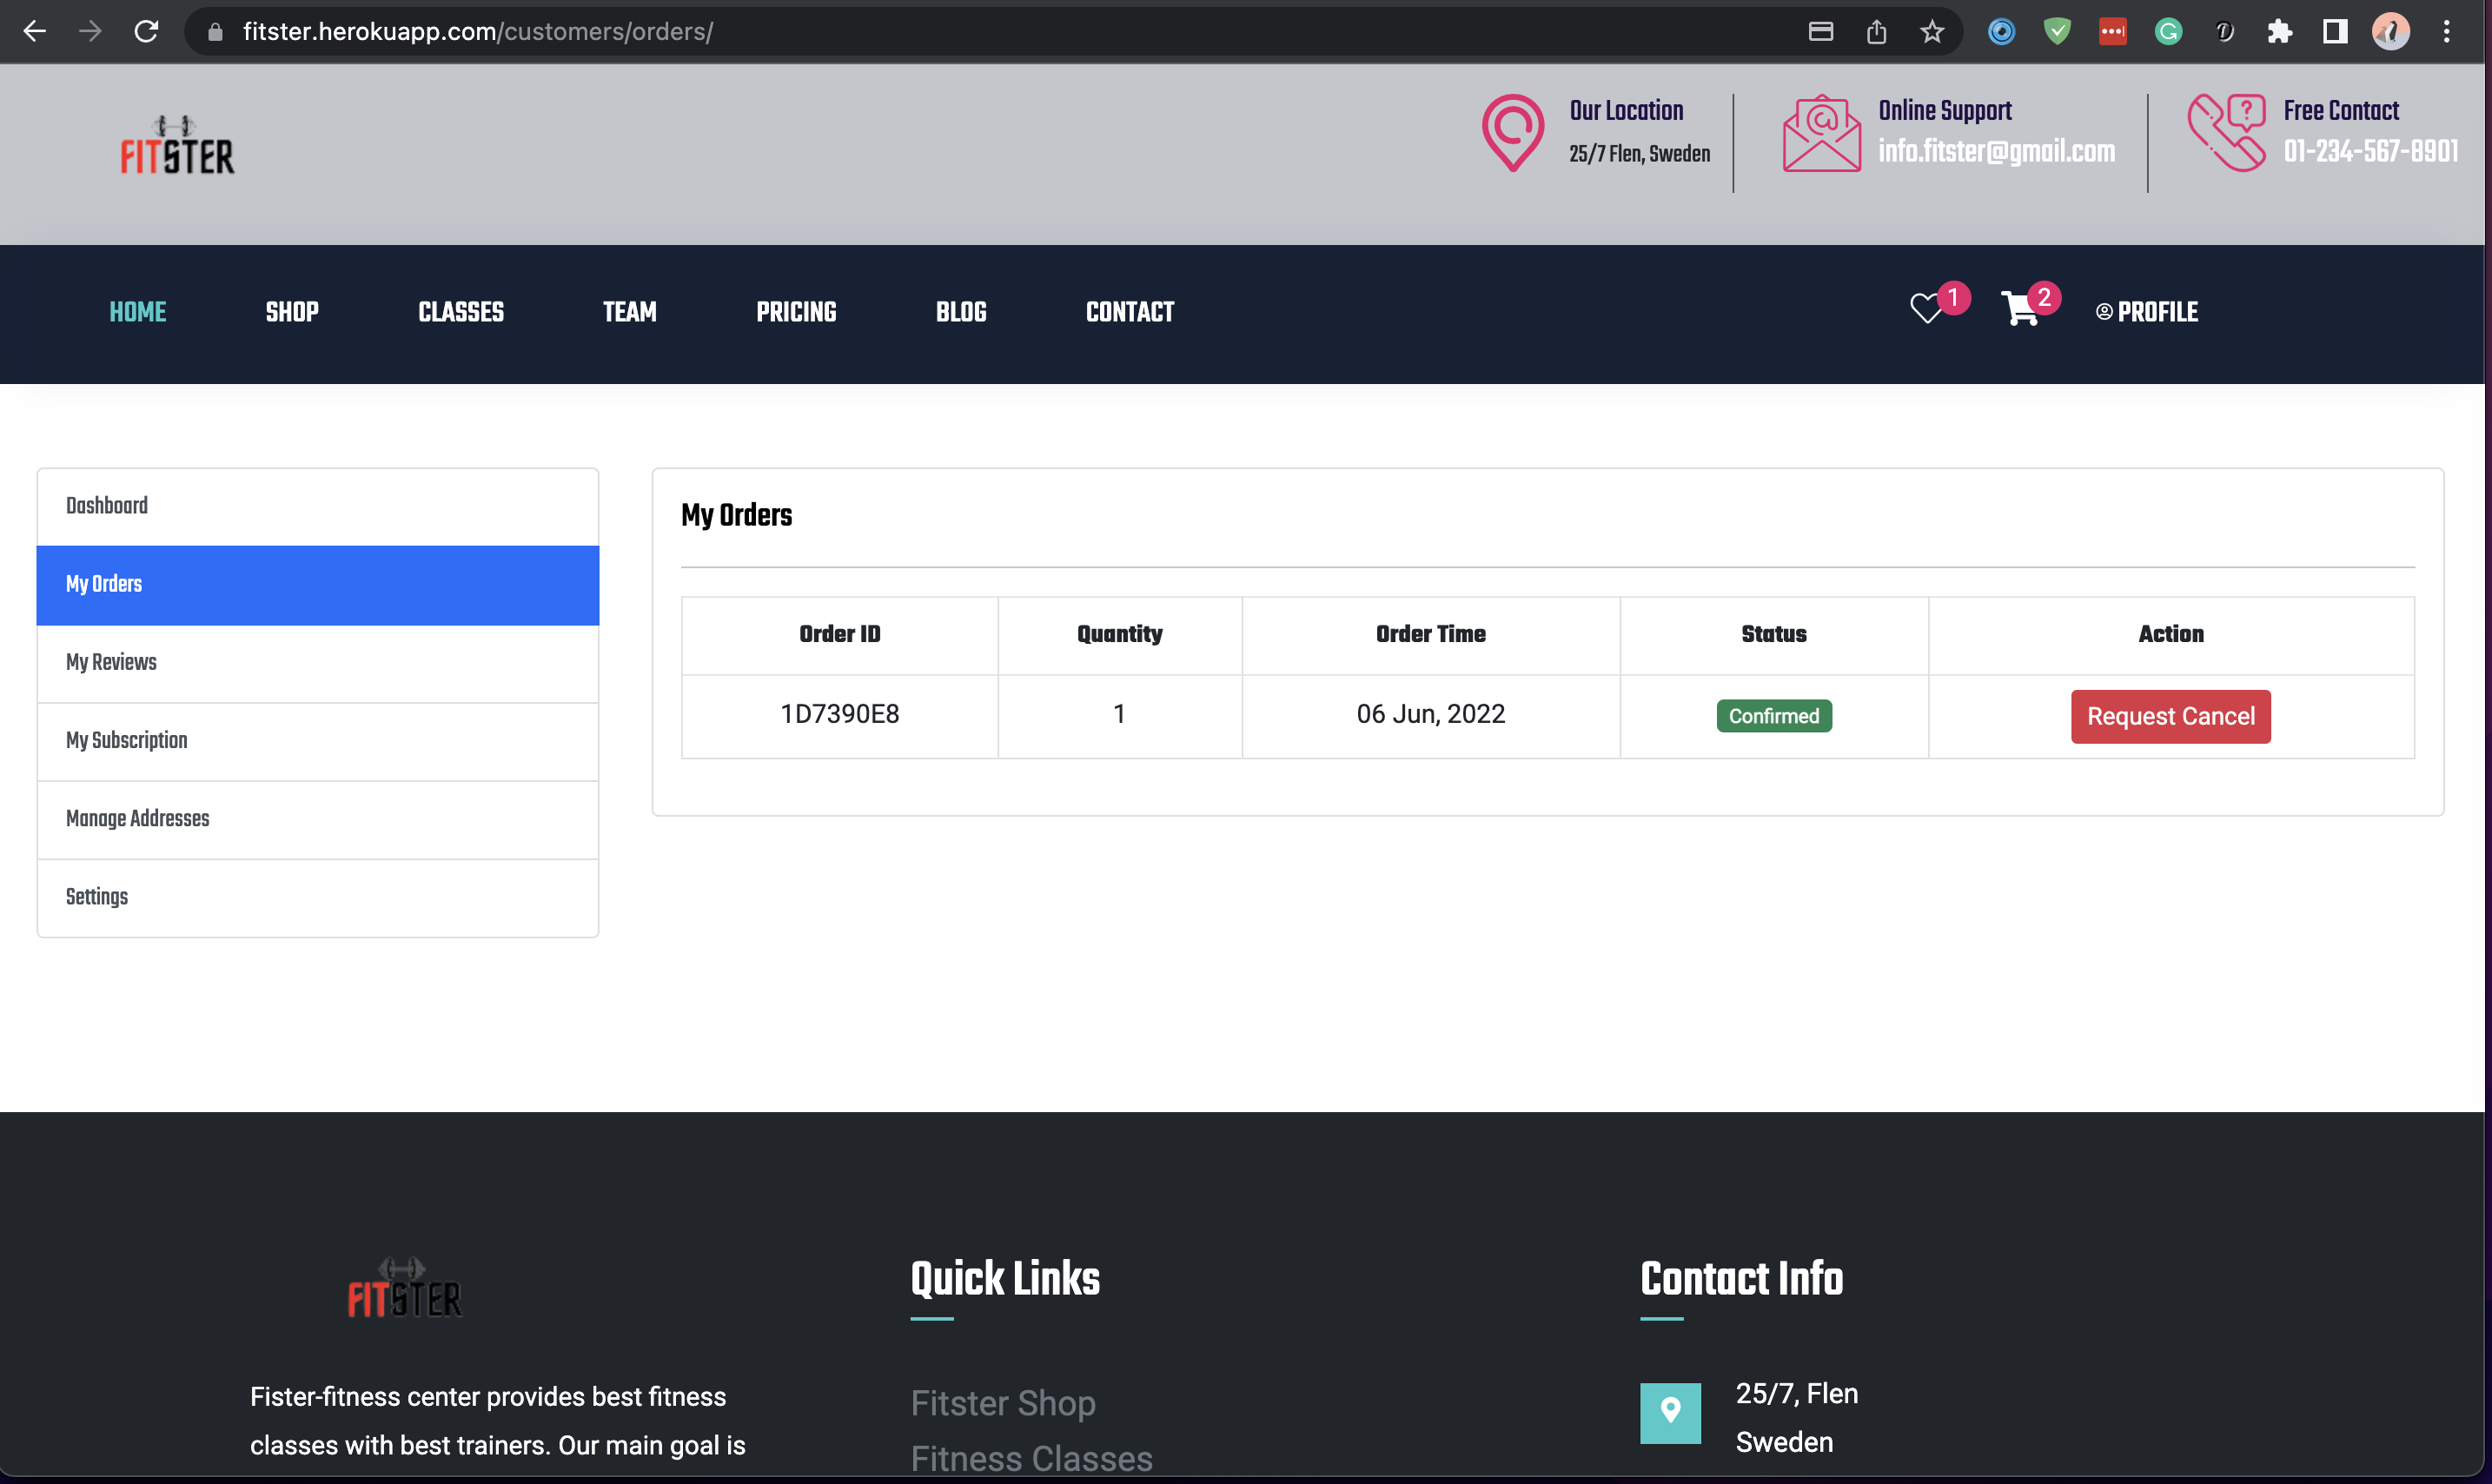 fitster.herokuapp.com/customers/orders/
FITSTER
Our Location
25/7 Flen, Sweden
Online Support
info.fitster@gmail.com
Free Contact
01-234-567-8901
HOME SHOP CLASSES TEAM PRICING BLOG CONTACT 1 2 PROFILE
Dashboard
My Orders
My Reviews
My Subscription
Manage Addresses
Settings
My Orders
Order ID Quantity Order Time Status Action
1D7390E8 1 06 Jun, 2022 Confirmed Request Cancel
FITSTER
Fister-fitness center provides best fitness
classes with best trainers. Our main goal is
Quick Links
Fitster Shop
Fitness Classes
Contact Info
25/7, Flen
Sweden